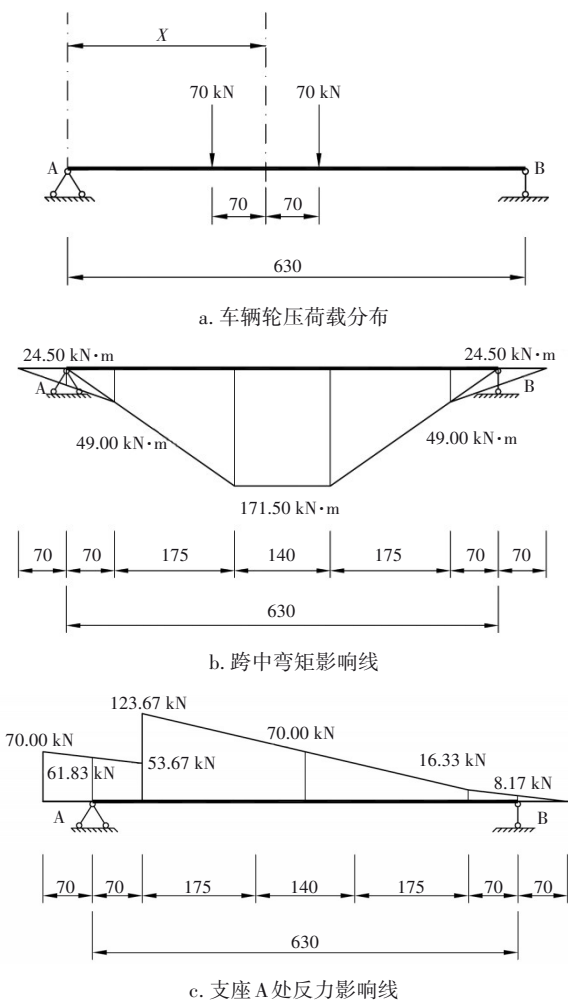 X
70 kN 70 kN
A B
70 70
630
a. 车辆轮压荷载分布
24.50 kN·m 24.50 kN·m
A B
49.00 kN·m 49.00 kN·m
171.50 kN·m
70 70 175 140 175 70 70
630
b. 跨中弯矩影响线
123.67 kN
70.00 kN 70.00 kN
61.83 kN 53.67 kN 16.33 kN
8.17 kN
A B
70 70 175 140 175 70 70
630
c. 支座A处反力影响线